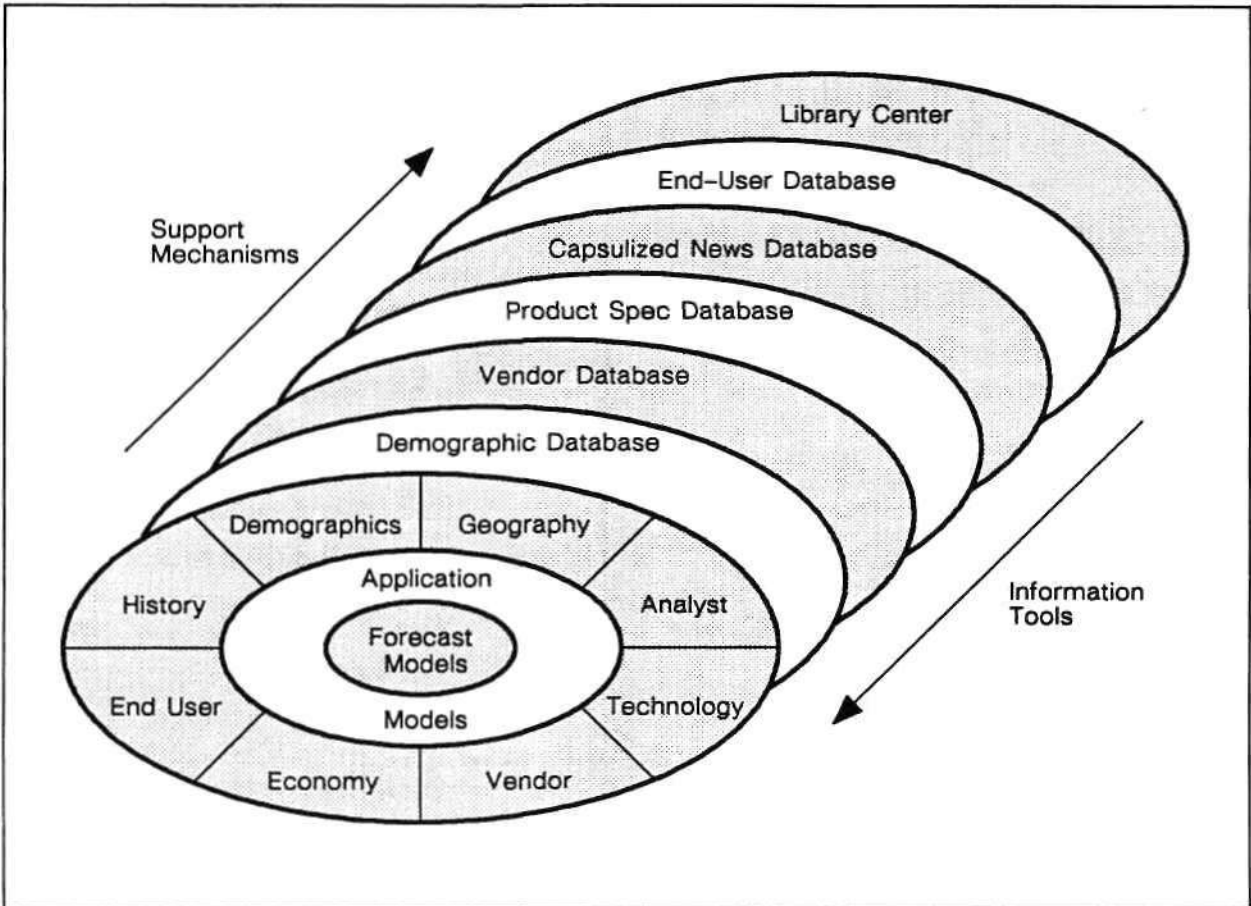 Library Center
End-User Database
Support
Mechanisms
Capsulized News Database
Product Spec Database
Vendor Database
Demographic Database
Demographics
Geography
Application
History
Analyst
Information
Tools
Forecast
Models
End User
Technology
Models
Economy
Vendor